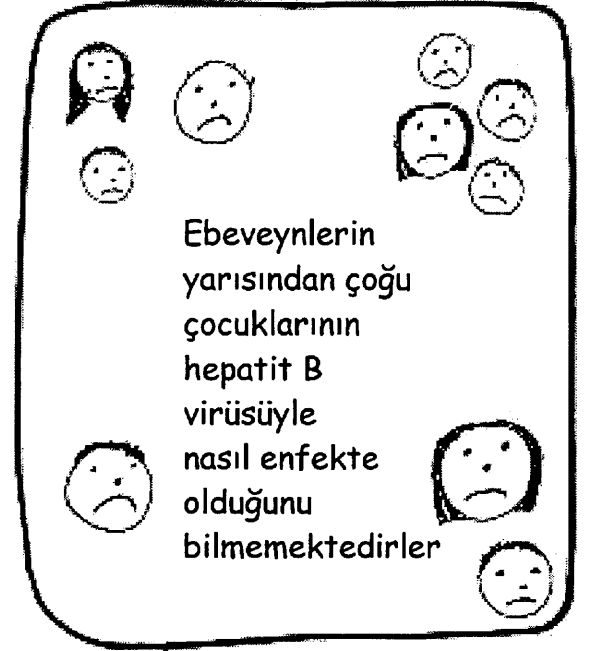 Ebeveynlerin
yarısından çoğu
çocuklarının
hepatit B
virüsüyle
nasıl enfekte
olduğunu
bilmemektedirler